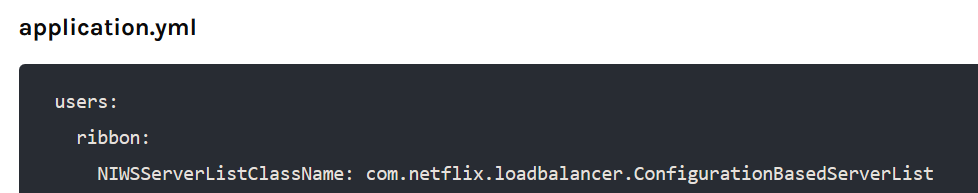 application.yml
users:
  ribbon:
    NIWSServerListClassName: com.netflix.loadbalancer.ConfigurationBasedServerList